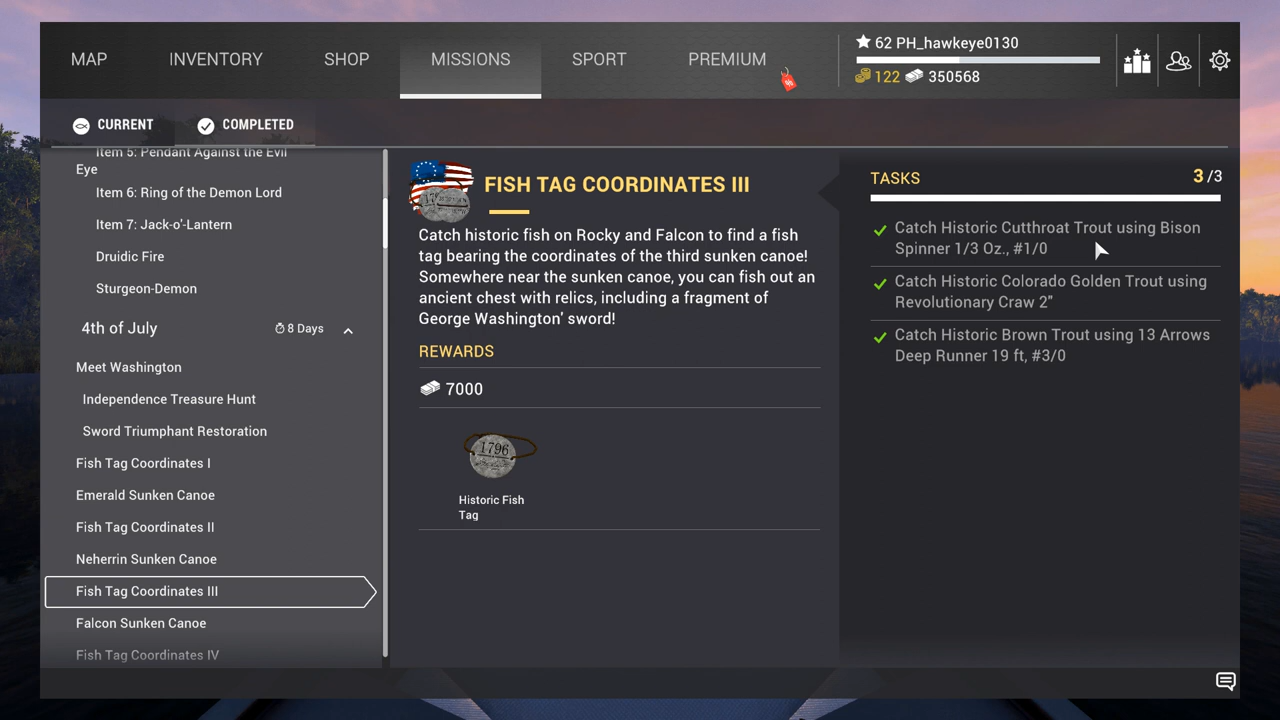 MAP
INVENTORY
SHOP
MISSIONS
SPORT
PREMIUM
62 PH_hawkeye0130
122 350568
CURRENT
COMPLETED
Item 5: Pendant Against the Evil
Eye
Item 6: Ring of the Demon Lord
Item 7: Jack-o'-Lantern
Druidic Fire
Sturgeon-Demon
4th of July
8 Days
Meet Washington
Independence Treasure Hunt
Sword Triumphant Restoration
Fish Tag Coordinates I
Emerald Sunken Canoe
Fish Tag Coordinates II
Neherrin Sunken Canoe
Fish Tag Coordinates III
Falcon Sunken Canoe
Fish Tag Coordinates IV
FISH TAG COORDINATES III
Catch historic fish on Rocky and Falcon to find a fish
tag bearing the coordinates of the third sunken canoe!
Somewhere near the sunken canoe, you can fish out an
ancient chest with relics, including a fragment of
George Washington' sword!
REWARDS
7000
1796
Historic Fish
Tag
TASKS
3 /3
Catch Historic Cutthroat Trout using Bison
Spinner 1/3 Oz., #1/0
Catch Historic Colorado Golden Trout using
Revolutionary Craw 2"
Catch Historic Brown Trout using 13 Arrows
Deep Runner 19 ft, #3/0